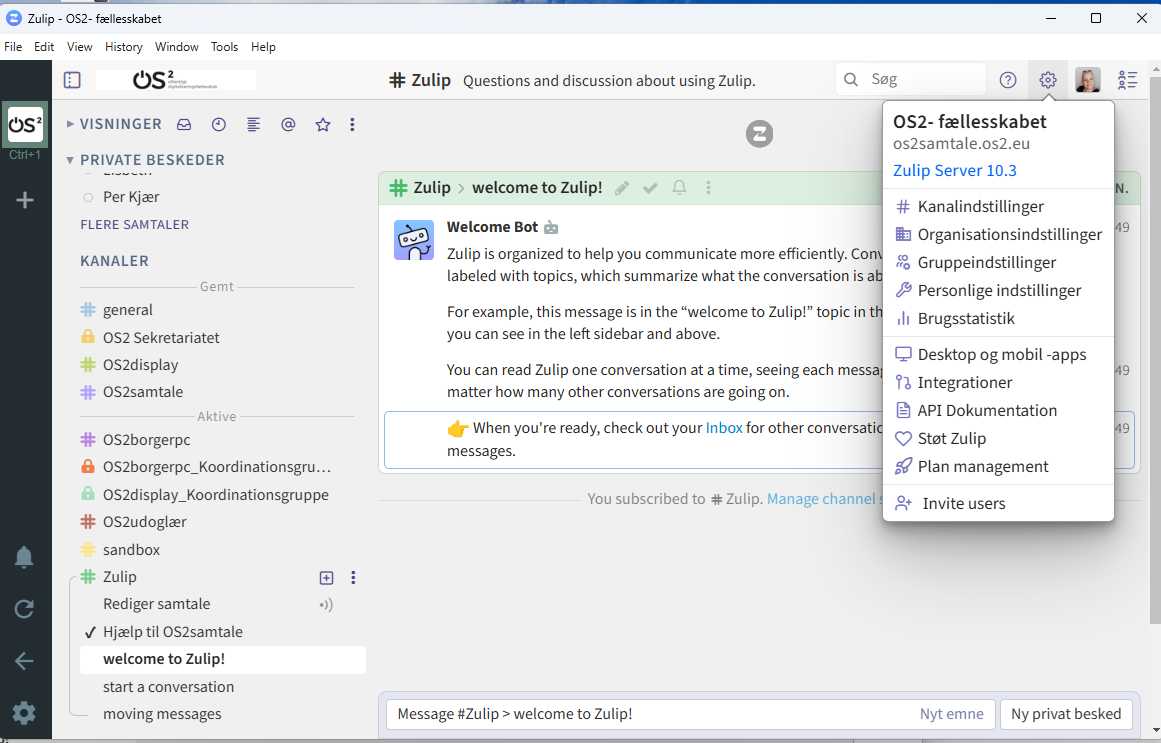 Zulip - OS2- fællesskabet
File Edit View History Window Tools Help
OS²
offentligt
digitaliseringsfællesskab
# Zulip Questions and discussion about using Zulip.
Søg
OS²
Ctrl+1
VISNINGER
PRIVATE BESKEDER
Lisbeth
Per Kjær
FLERE SAMTALER
KANALER
Gemt
general
OS2 Sekretariatet
OS2display
OS2samtale
Aktive
OS2borgerpc
OS2borgerpc_Koordinationsgru…
OS2display_Koordinationsgruppe
OS2udoglær
sandbox
Zulip
Rediger samtale
✓ Hjælp til OS2samtale
welcome to Zulip!
start a conversation
moving messages
# Zulip > welcome to Zulip!
N.
Welcome Bot
49
Zulip is organized to help you communicate more efficiently. Conv
labeled with topics, which summarize what the conversation is ab
For example, this message is in the “welcome to Zulip!” topic in th
you can see in the left sidebar and above.
You can read Zulip one conversation at a time, seeing each messag
49
matter how many other conversations are going on.
👉 When you're ready, check out your Inbox for other conversatio
49
messages.
You subscribed to # Zulip. Manage channel s
OS2- fællesskabet
os2samtale.os2.eu
Zulip Server 10.3
Kanalindstillinger
Organisationsindstillinger
Gruppeindstillinger
Personlige indstillinger
Brugsstatistik
Desktop og mobil -apps
Integrationer
API Dokumentation
Støt Zulip
Plan management
Invite users
Message #Zulip > welcome to Zulip!
Nyt emne
Ny privat besked